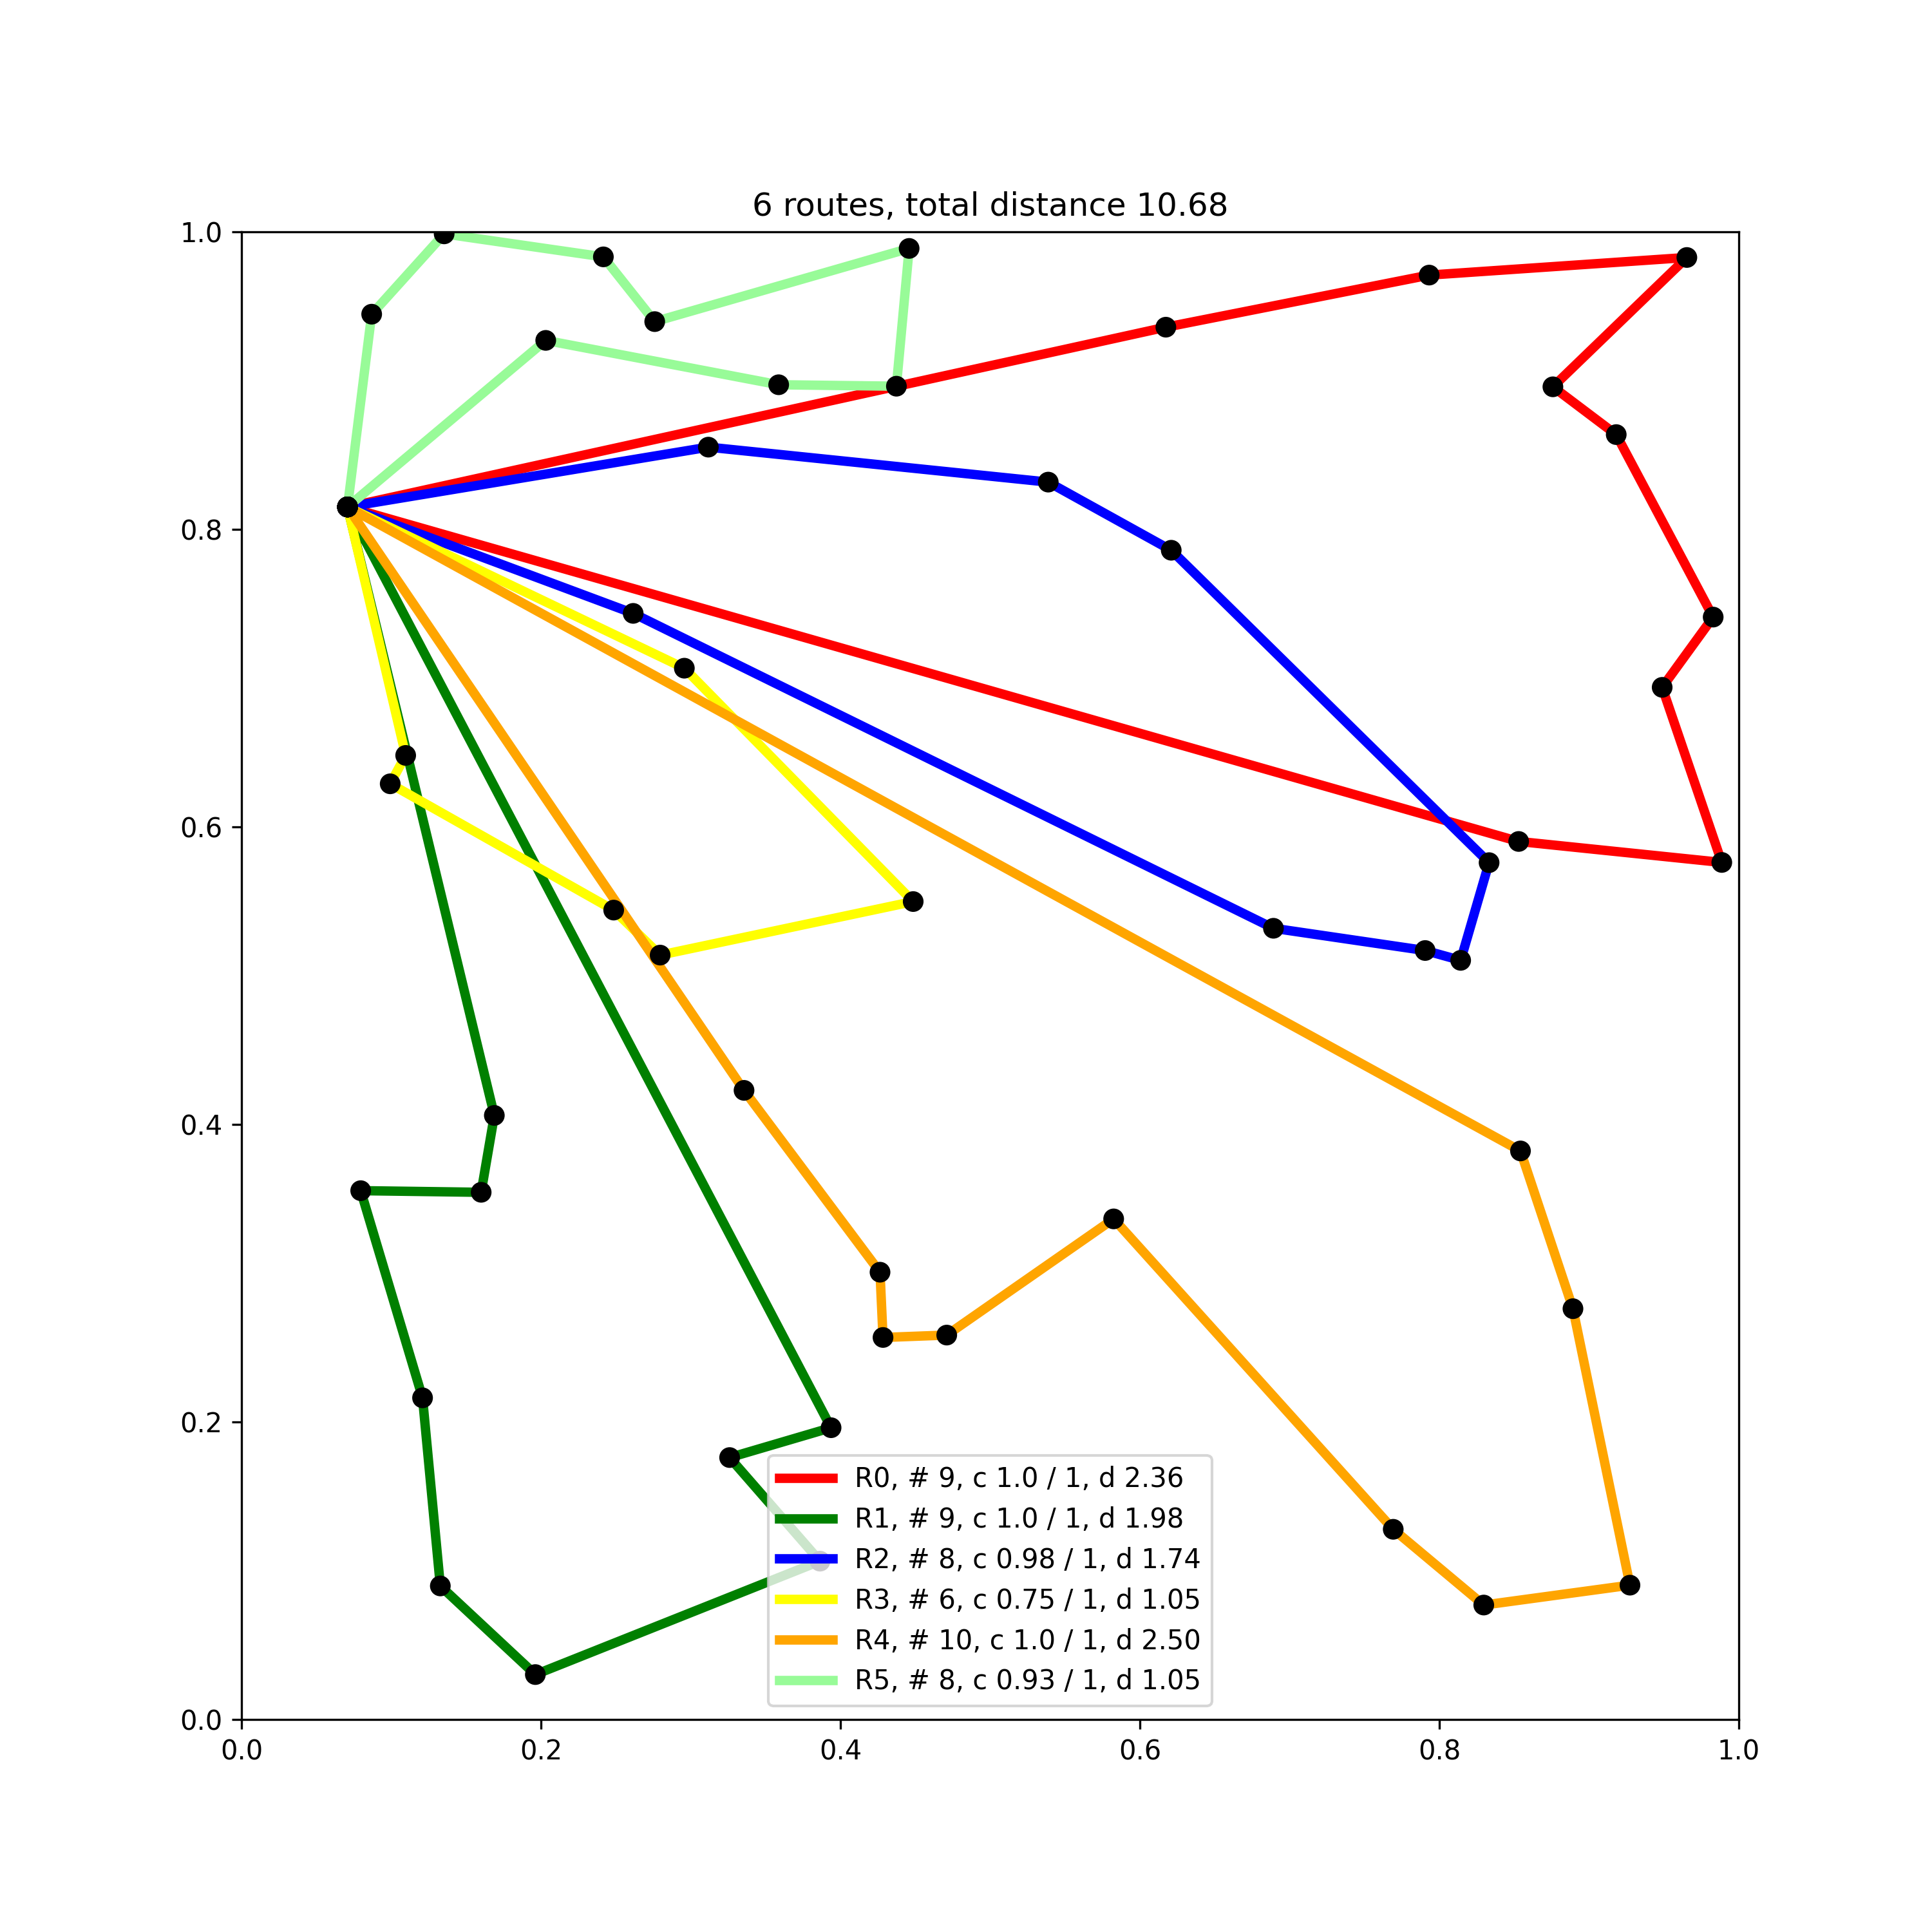 6 routes, total distance 10.68
1.0
0.8
0.6
0.4
0.2
0.0
R0, # 9, c 1.0 / 1, d 2.36
R1, # 9, c 1.0 / 1, d 1.98
R2, # 8, c 0.98 / 1, d 1.74
R3, # 6, c 0.75 / 1, d 1.05
R4, # 10, c 1.0 / 1, d 2.50
R5, # 8, c 0.93 / 1, d 1.05
0.0 0.2 0.4 0.6 0.8 1.0